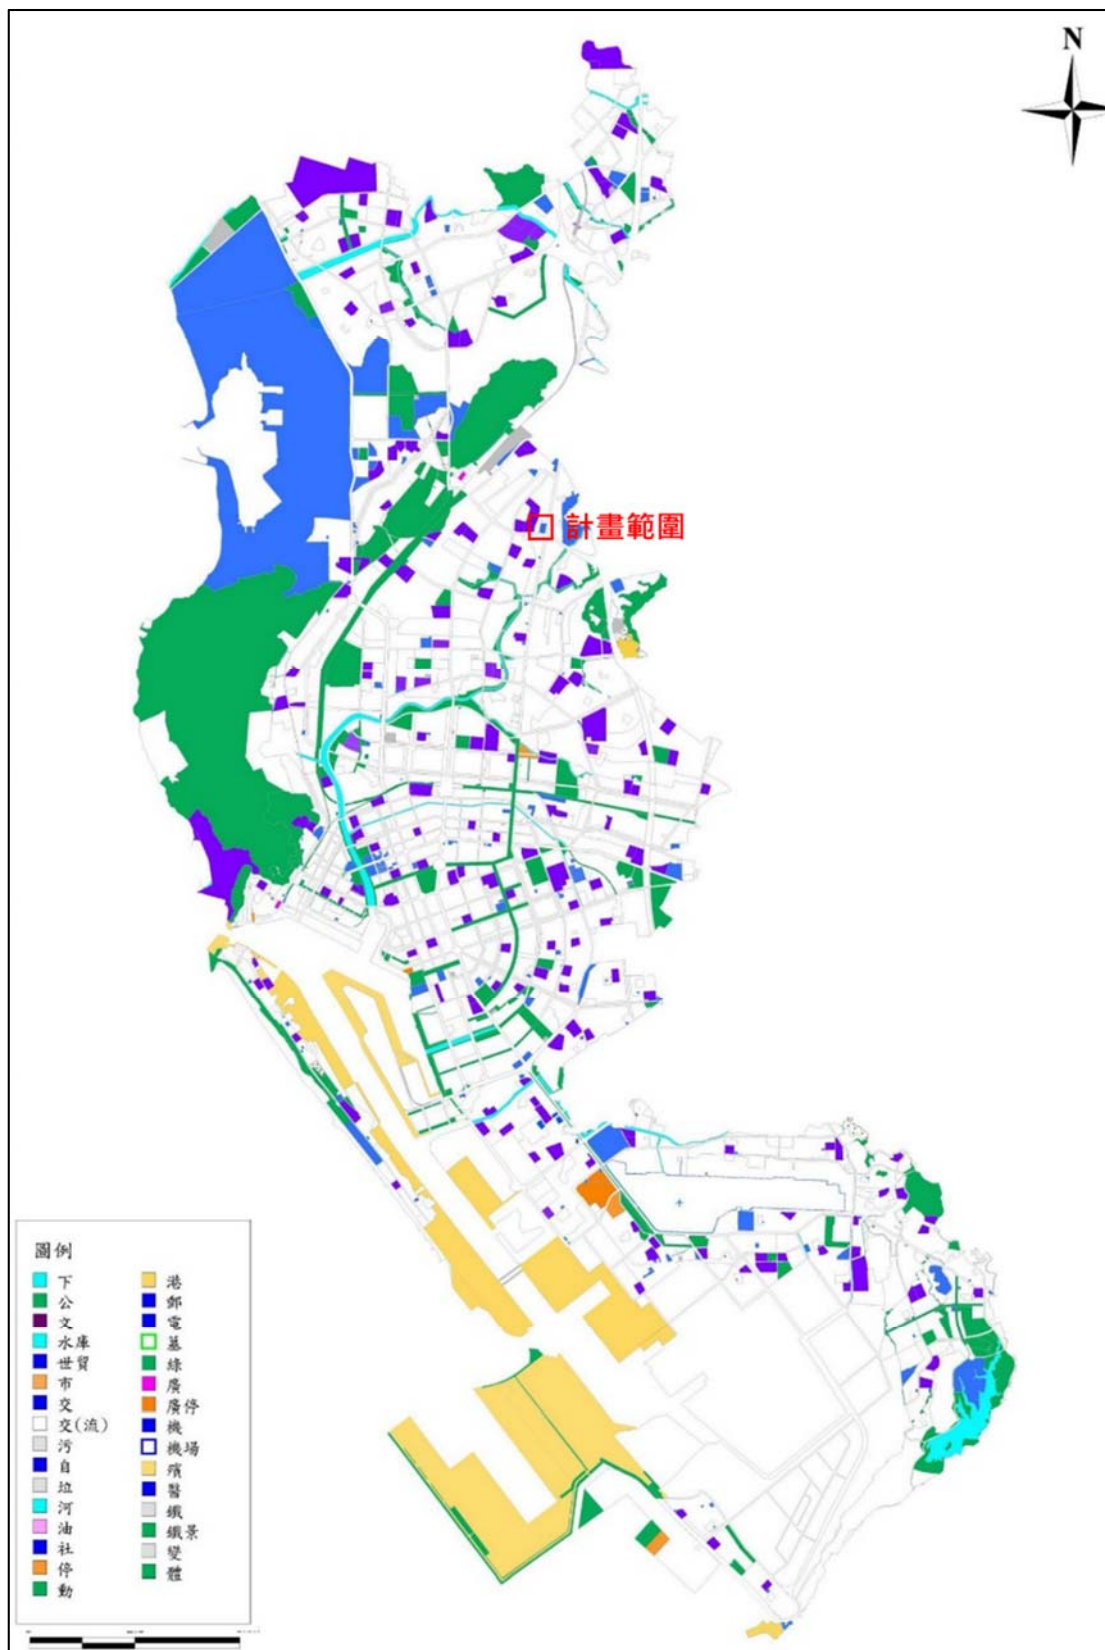 N
計畫範圍
圖例
下
公
文
水庫
世貿
市
交
交(流)
污
自
垃
河
油
社
停
動
港
郵
電
墓
綠
廣
廣停
機
機場
殯
醫
鐵
鐵景
變
體